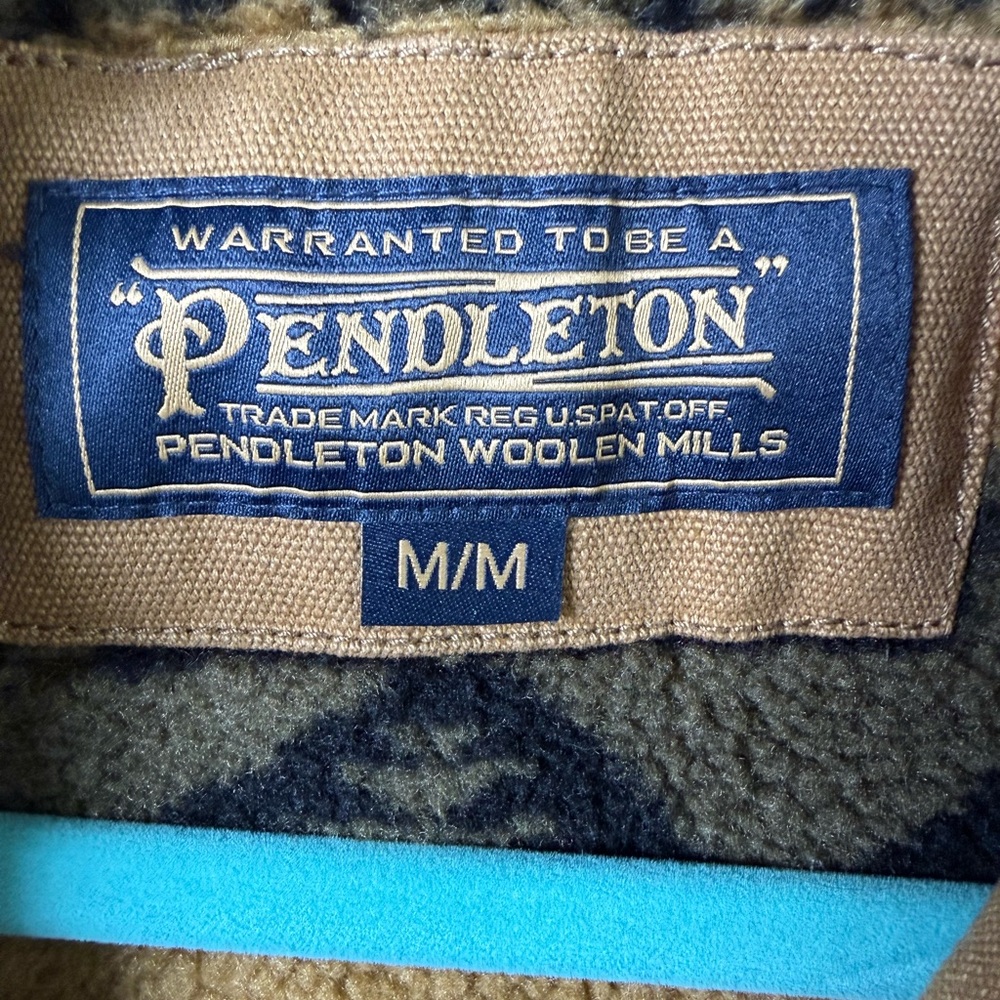 WARRANTED TO BE A
"PENDLETON"
TRADE MARK REG U.S.PAT.OFF.
PENDLETON WOOLEN MILLS
M/M